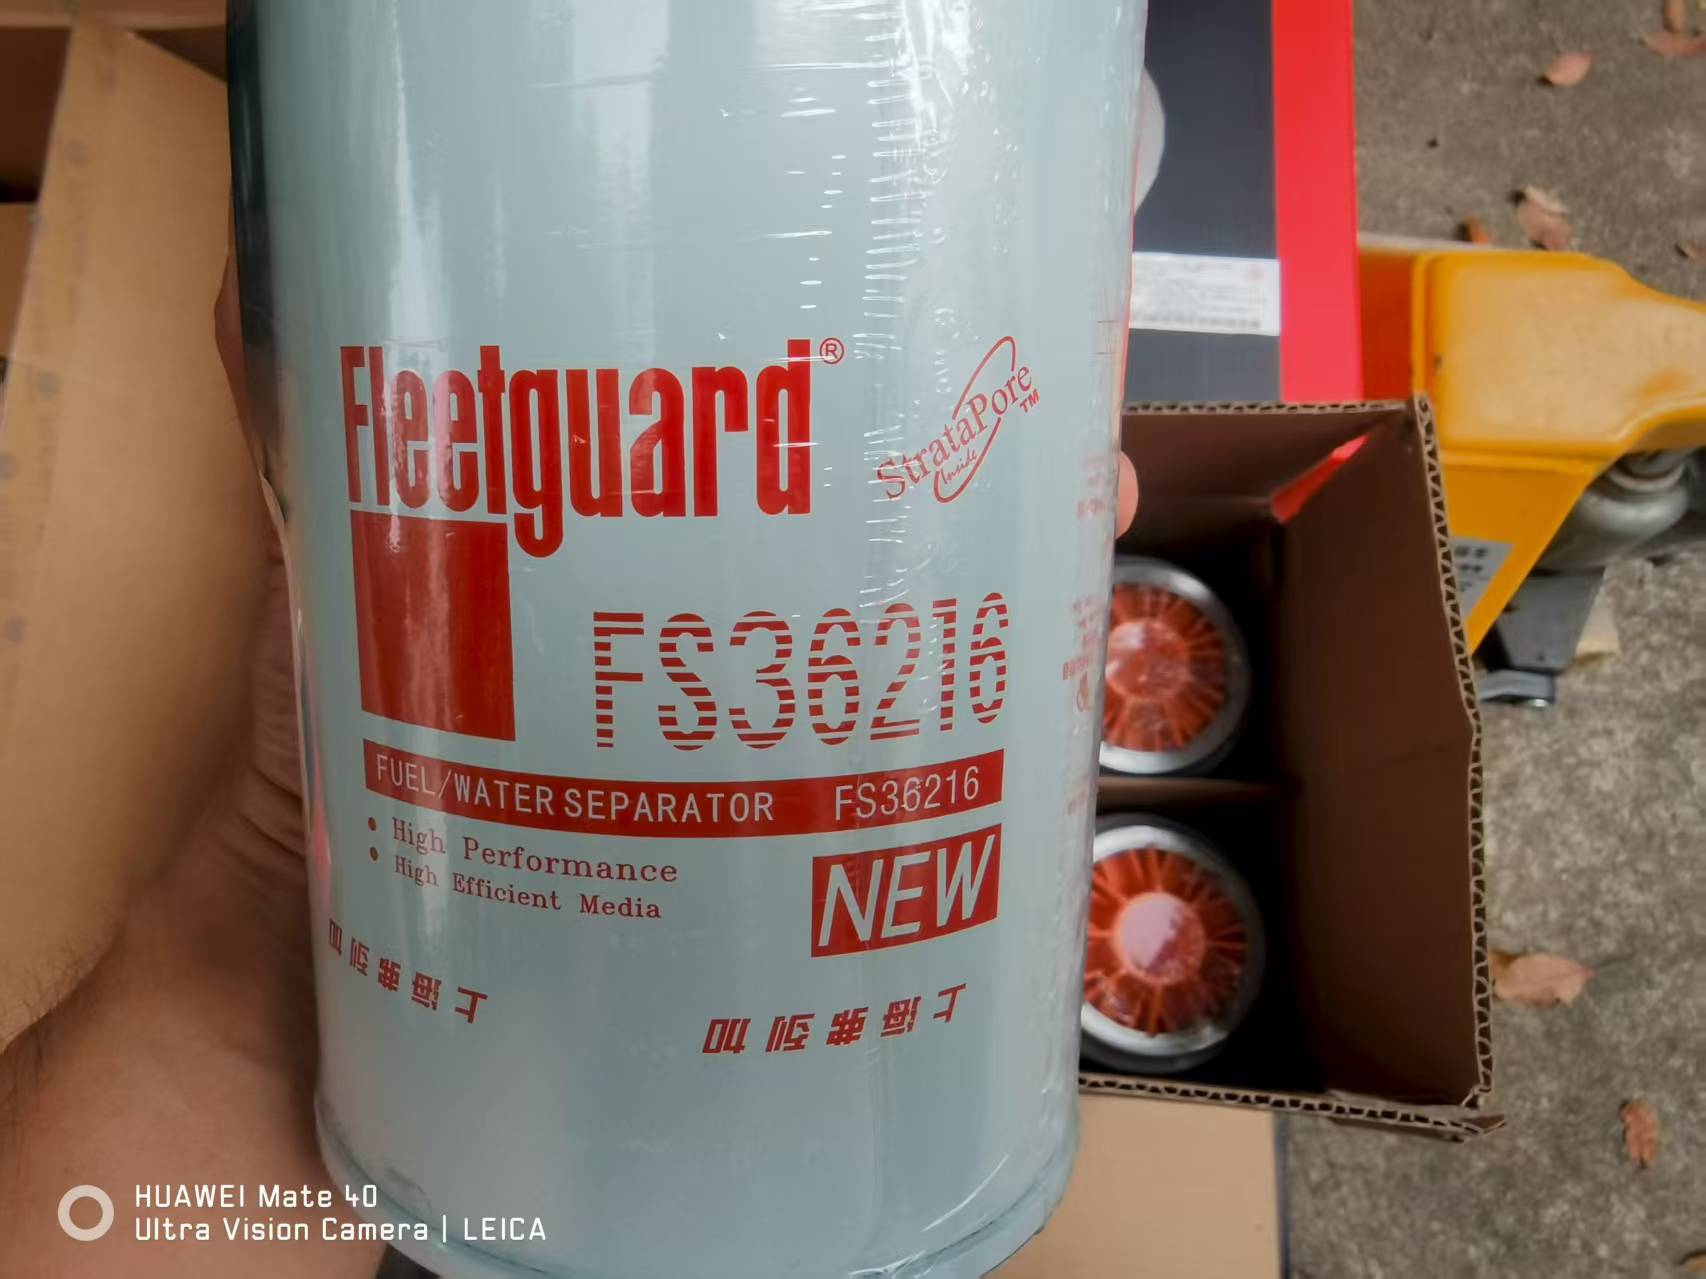 Fleetguard®
StrataPore™
Inside
FS36216
FUEL/WATER SEPARATOR FS36216
• High Performance
• High Efficient Media
NEW
上海弗列加
上海弗列加
HUAWEI Mate 40
Ultra Vision Camera | LEICA